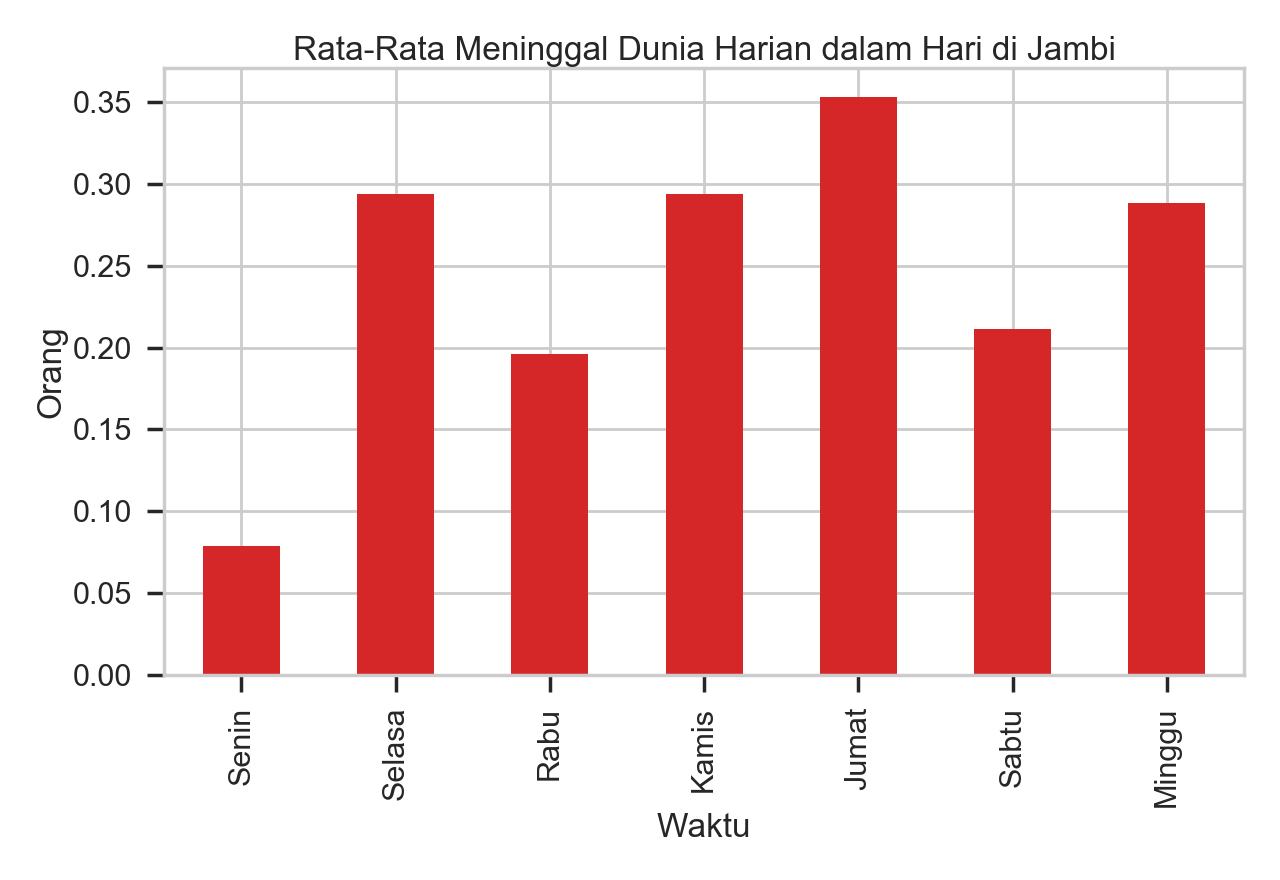 Rata-Rata Meninggal Dunia Harian dalam Hari di Jambi
0.35
0.30
0.25
0.20
0.15
0.10
0.05
0.00
Orang
Senin
Selasa
Rabu
Kamis
Jumat
Sabtu
Minggu
Waktu